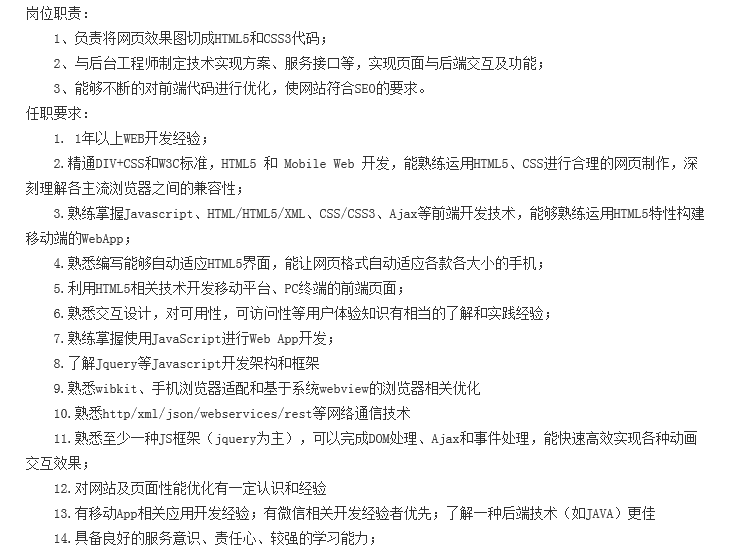 岗位职责：
1、负责将网页效果图切成HTML5和CSS3代码；
2、与后台工程师制定技术实现方案、服务接口等，实现页面与后端交互及功能；
3、能够不断的对前端代码进行优化，使网站符合SEO的要求。
任职要求：
1. 1年以上WEB开发经验；
2.精通DIV+CSS和W3C标准，HTML5 和 Mobile Web 开发，能熟练运用HTML5、CSS进行合理的网页制作，深
刻理解各主流浏览器之间的兼容性；
3.熟练掌握Javascript、HTML/HTML5/XML、CSS/CSS3、Ajax等前端开发技术，能够熟练运用HTML5特性构建
移动端的WebApp；
4.熟悉编写能够自动适应HTML5界面，能让网页格式自动适应各款各大小的手机；
5.利用HTML5相关技术开发移动平台、PC终端的前端页面；
6.熟悉交互设计，对可用性，可访问性等用户体验知识有相当的了解和实践经验；
7.熟练掌握使用JavaScript进行Web App开发；
8.了解Jquery等Javascript开发架构和框架
9.熟悉wibkit、手机浏览器适配和基于系统webview的浏览器相关优化
10.熟悉http/xml/json/webservices/rest等网络通信技术
11.熟悉至少一种JS框架（jquery为主），可以完成DOM处理、Ajax和事件处理，能快速高效实现各种动画
交互效果；
12.对网站及页面性能优化有一定认识和经验
13.有移动App相关应用开发经验；有微信相关开发经验者优先；了解一种后端技术（如JAVA）更佳
14.具备良好的服务意识、责任心、较强的学习能力；